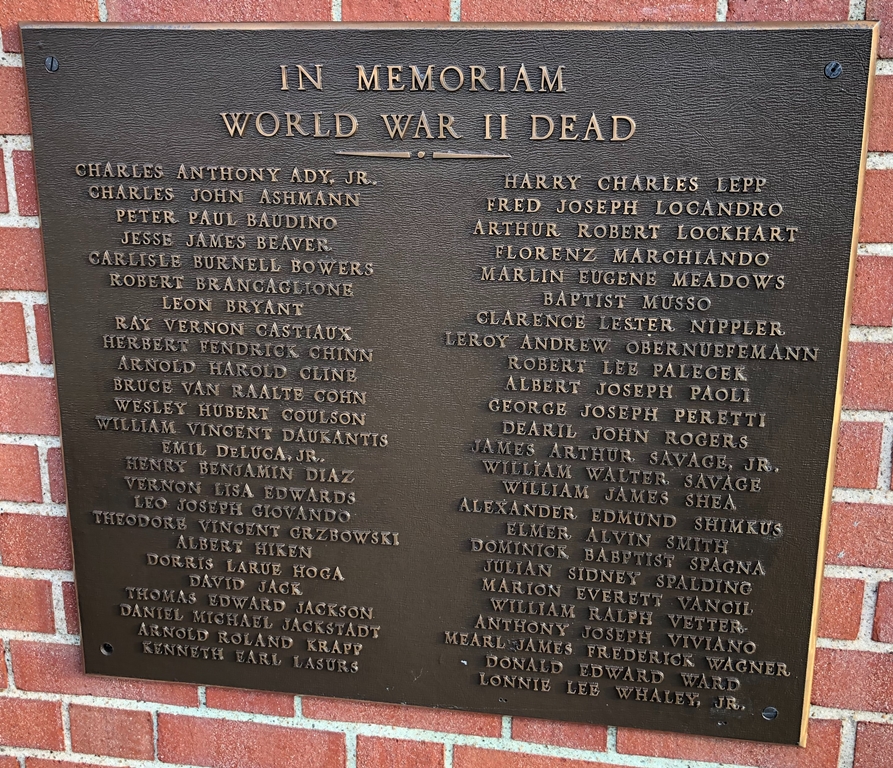 IN MEMORIAM
WORLD WAR II DEAD
CHARLES ANTHONY ADY, JR.
CHARLES JOHN ASHMANN
PETER PAUL BAUDINO
JESSE JAMES BEAVER
CARLISLE BURNELL BOWERS
ROBERT BRANCAGLIONE
LEON BRYANT
RAY VERNON CASTIAUX
HERBERT FENDRICK CHINN
ARNOLD HAROLD CLINE
BRUCE VAN RAALTE COHN
WESLEY HUBERT COULSON
WILLIAM VINCENT DAUKANTIS
EMIL DELUCA, JR.
HENRY BENJAMIN DIAZ
VERNON LISA EDWARDS
LEO JOSEPH GIOVANDO
THEODORE VINCENT GRZBOWSKI
ALBERT HIKEN
DORRIS LARUE HOGA
DAVID JACK
THOMAS EDWARD JACKSON
DANIEL MICHAEL JACKSTADT
ARNOLD ROLAND KRAPP
KENNETH EARL LASURS
HARRY CHARLES LEPP
FRED JOSEPH LOCANDRO
ARTHUR ROBERT LOCKHART
FLORENZ MARCHIANDO
MARLIN EUGENE MEADOWS
BAPTIST MUSSO
CLARENCE LESTER NIPPLER
LEROY ANDREW OBERNUEFEMANN
ROBERT LEE PALECEK
ALBERT JOSEPH PAOLI
GEORGE JOSEPH PERETTI
DEARIL JOHN ROGERS
JAMES ARTHUR SAVAGE, JR.
WILLIAM WALTER SAVAGE
WILLIAM JAMES SHEA
ALEXANDER EDMUND SHIMKUS
ELMER ALVIN SMITH
DOMINICK BABPTIST SPAGNA
JULIAN SIDNEY SPALDING
MARION EVERETT VANCIL
WILLIAM RALPH VETTER
ANTHONY JOSEPH VIVIANO
MEARL JAMES FREDERICK WAGNER
DONALD EDWARD WARD
LONNIE LEE WHALEY, JR.